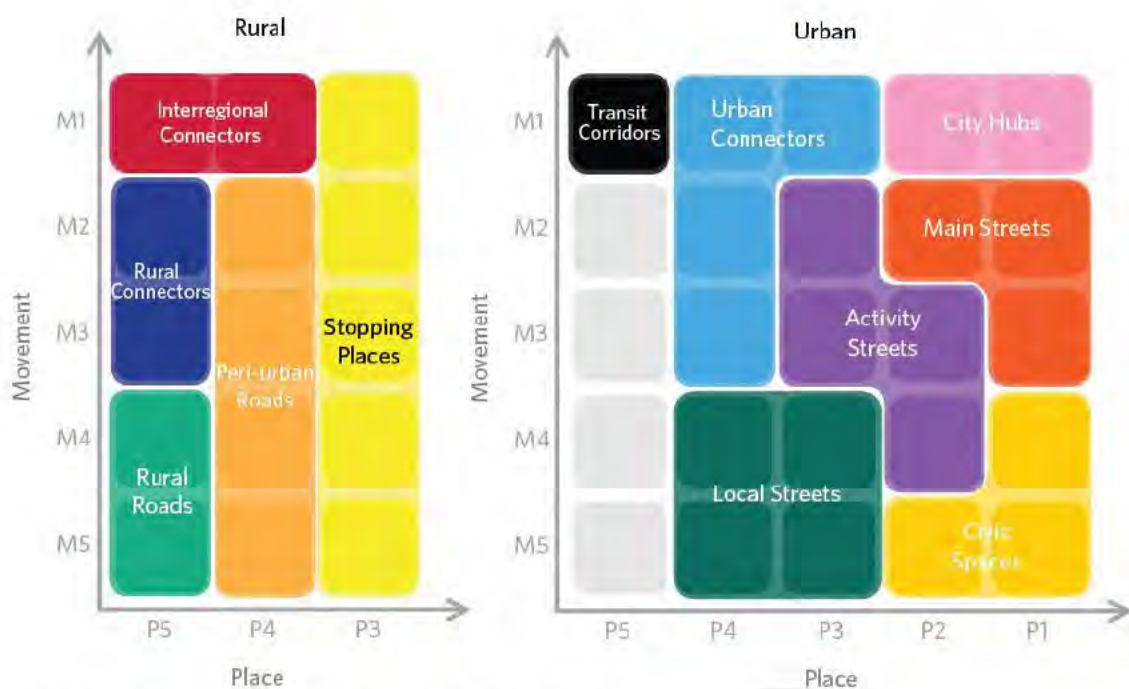 Rural
Movement
M1
M2
M3
M4
M5
Interregional
Connectors
Rural
Connectors
Peri-urban
Roads
Stopping
Places
Rural
Roads
P5
P4
P3
Place
Urban
Movement
M1
M2
M3
M4
M5
Transit
Corridors
Urban
Connectors
City Hubs
Main Streets
Activity
Streets
Local Streets
Civic
Spaces
P5
P4
P3
P2
P1
Place